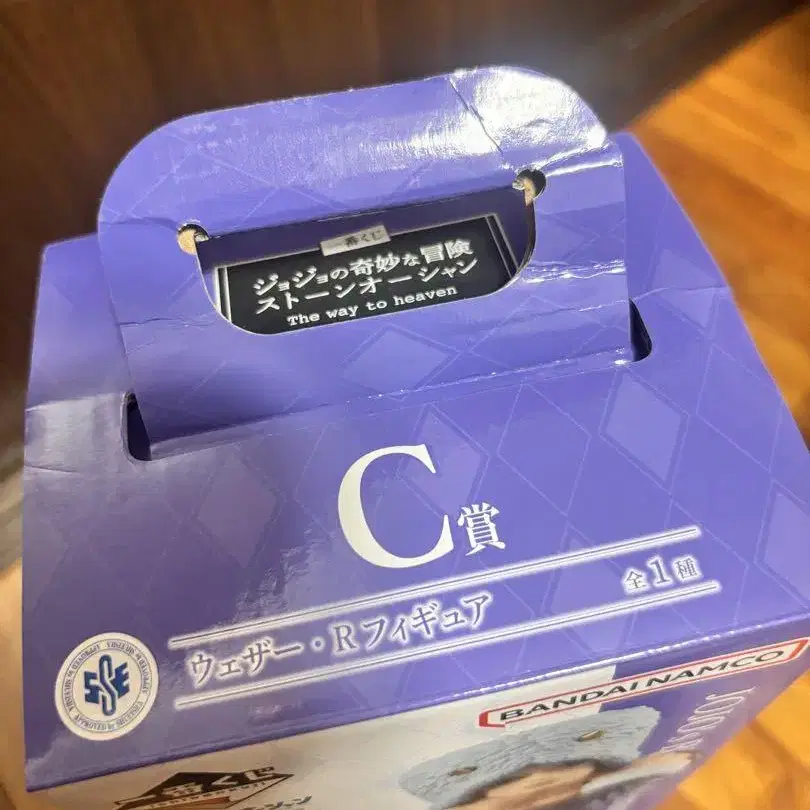 一番くじ
ジョジョの奇妙な冒険
ストーンオーシャン
The way to heaven
C賞
ウェザー・Rフィギュア 全1種
BANDAI NAMCO